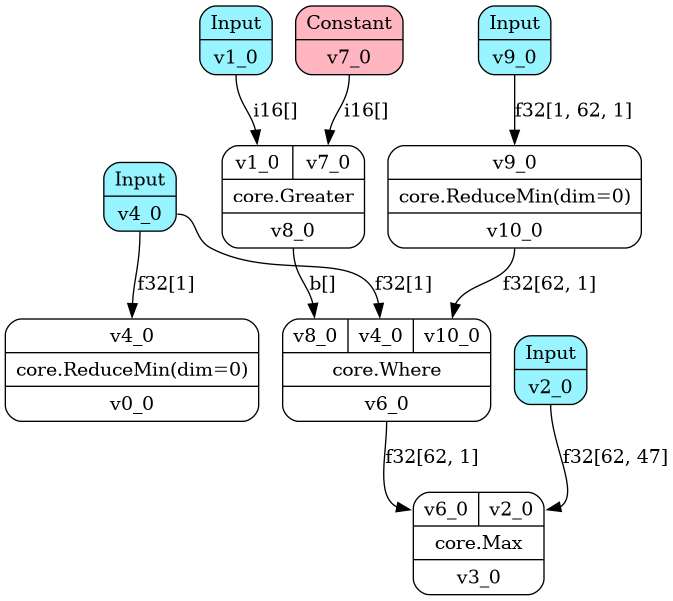 Input
v1_0
Constant
v7_0
Input
v9_0
i16[]
i16[]
f32[1, 62, 1]
Input
v4_0
v1_0 v7_0
core.Greater
v8_0
v9_0
core.ReduceMin(dim=0)
v10_0
f32[1]
b[]
f32[1]
f32[62, 1]
v4_0
core.ReduceMin(dim=0)
v0_0
v8_0 v4_0 v10_0
core.Where
v6_0
Input
v2_0
f32[62, 1]
f32[62, 47]
v6_0 v2_0
core.Max
v3_0